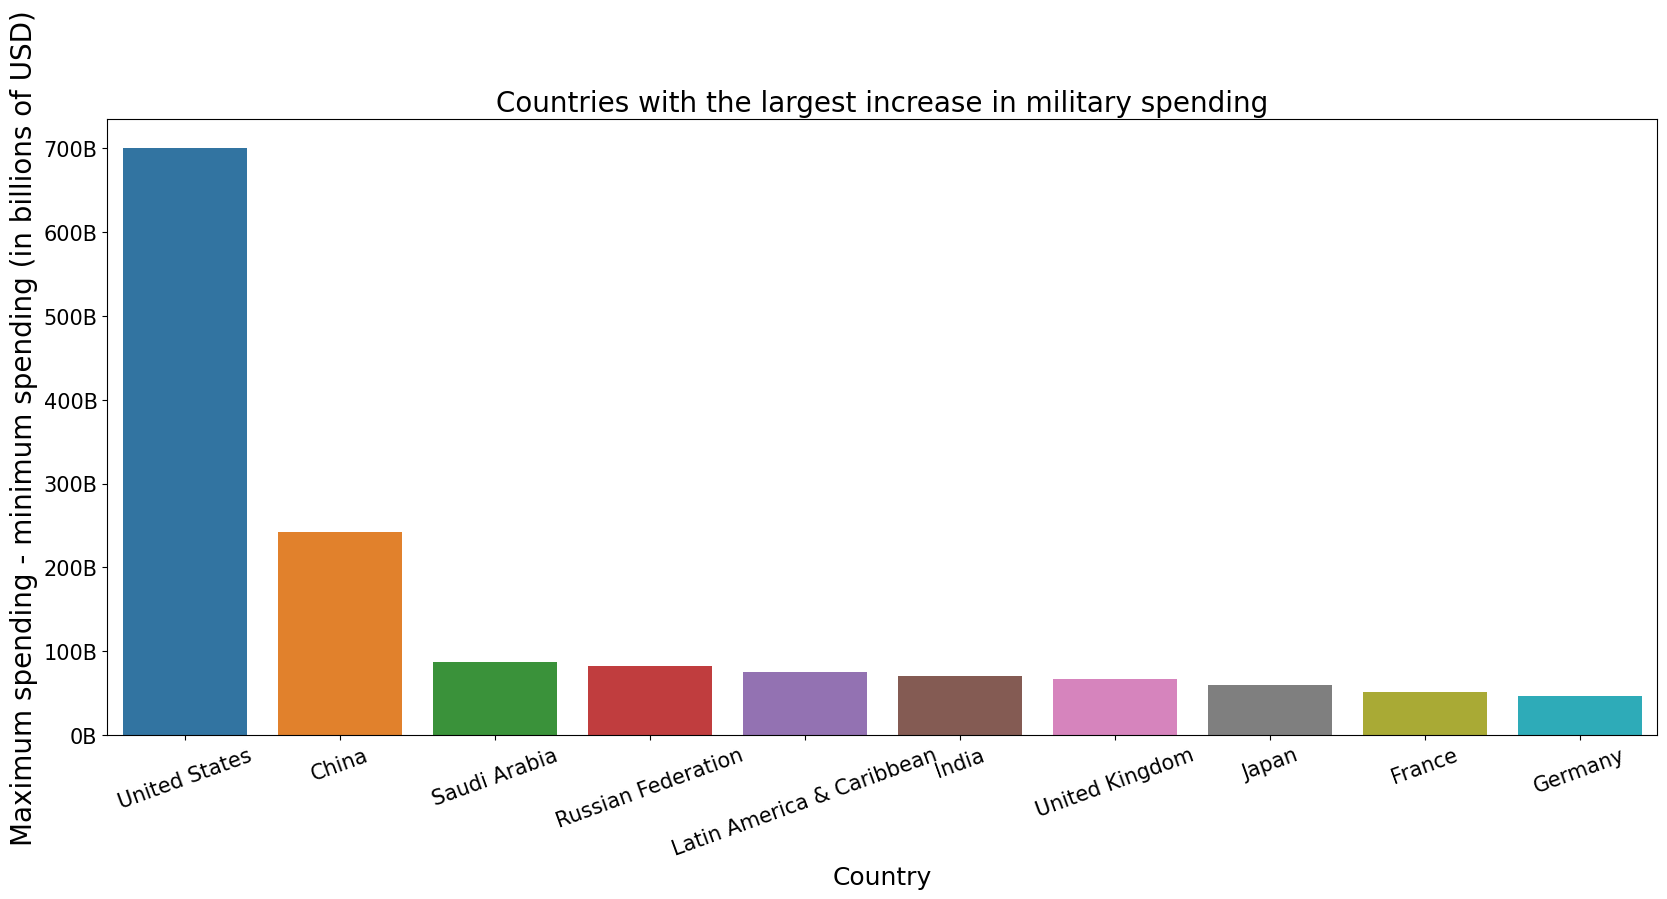 Countries with the largest increase in military spending
Maximum spending - minimum spending (in billions of USD)
700B
600B
500B
400B
300B
200B
100B
0B
United States
China
Saudi Arabia
Russian Federation
Latin America & Caribbean
India
United Kingdom
Japan
France
Germany
Country